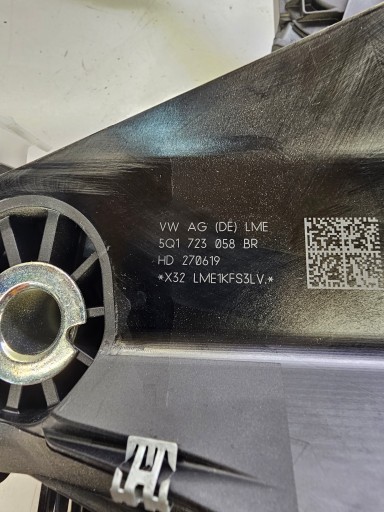 VW AG (DE) LME
5Q1 723 058 BR
HD 270619
*X32 LME1KFS3LV.*